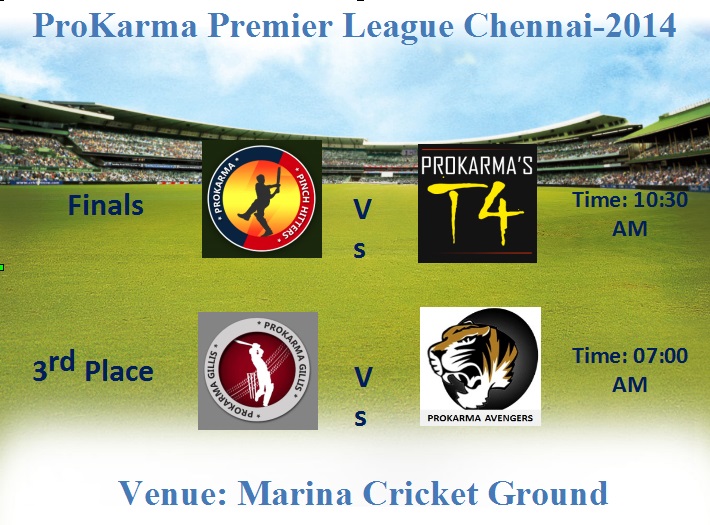 ProKarma Premier League Chennai-2014
Finals
PROKARMA • PINCH HITTERS •
V
s
PROKARMA'S
T4
Time: 10:30
AM
3rd Place
• PROKARMA GILLIS • PROKARMA GILLIS
V
s
PROKARMA AVENGERS
Time: 07:00
AM
Venue: Marina Cricket Ground